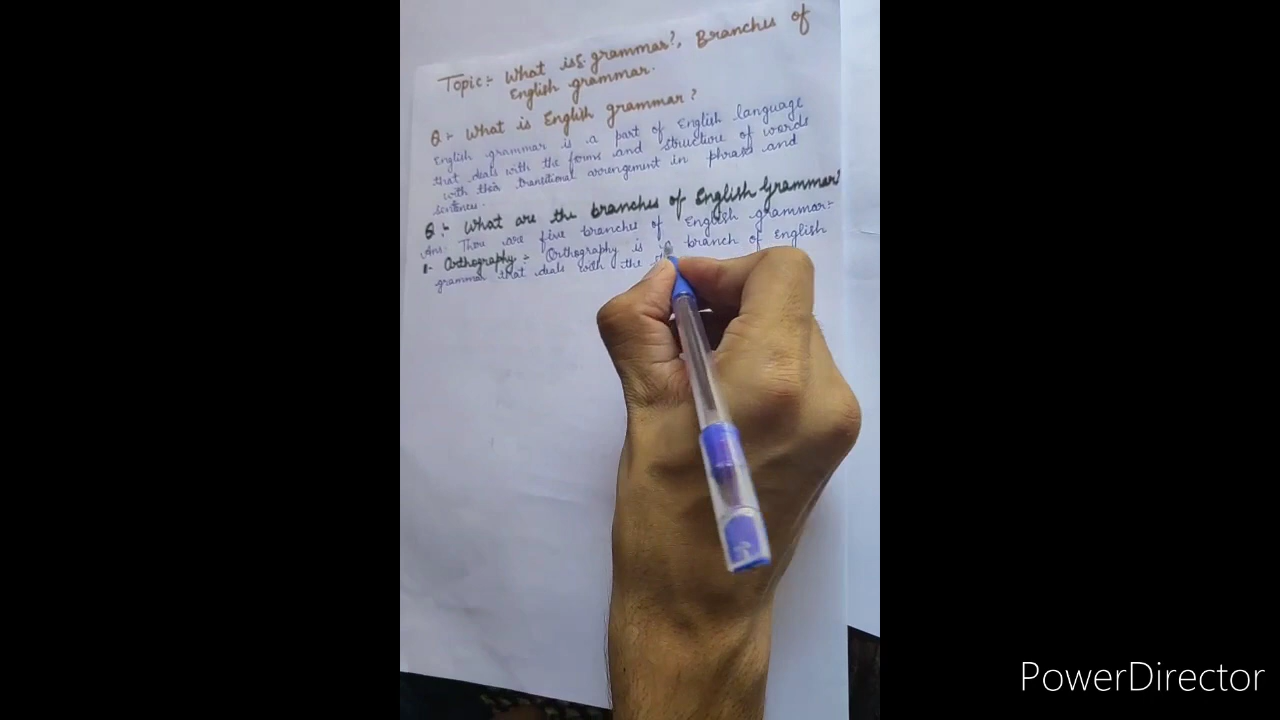 Topic:- What is E. grammar?, Branches of
English grammar.
Q:- What is English grammar?
English grammar is a part of English language
that deals with the forms and structure of words
with their transitional arrengement in phrases and
sentences.
Q:- What are the branches of English Grammar?
Ans: There are five branches of English grammar:-
1- Orthography:- Orthography is a branch of English
grammar that deals with the
PowerDirector